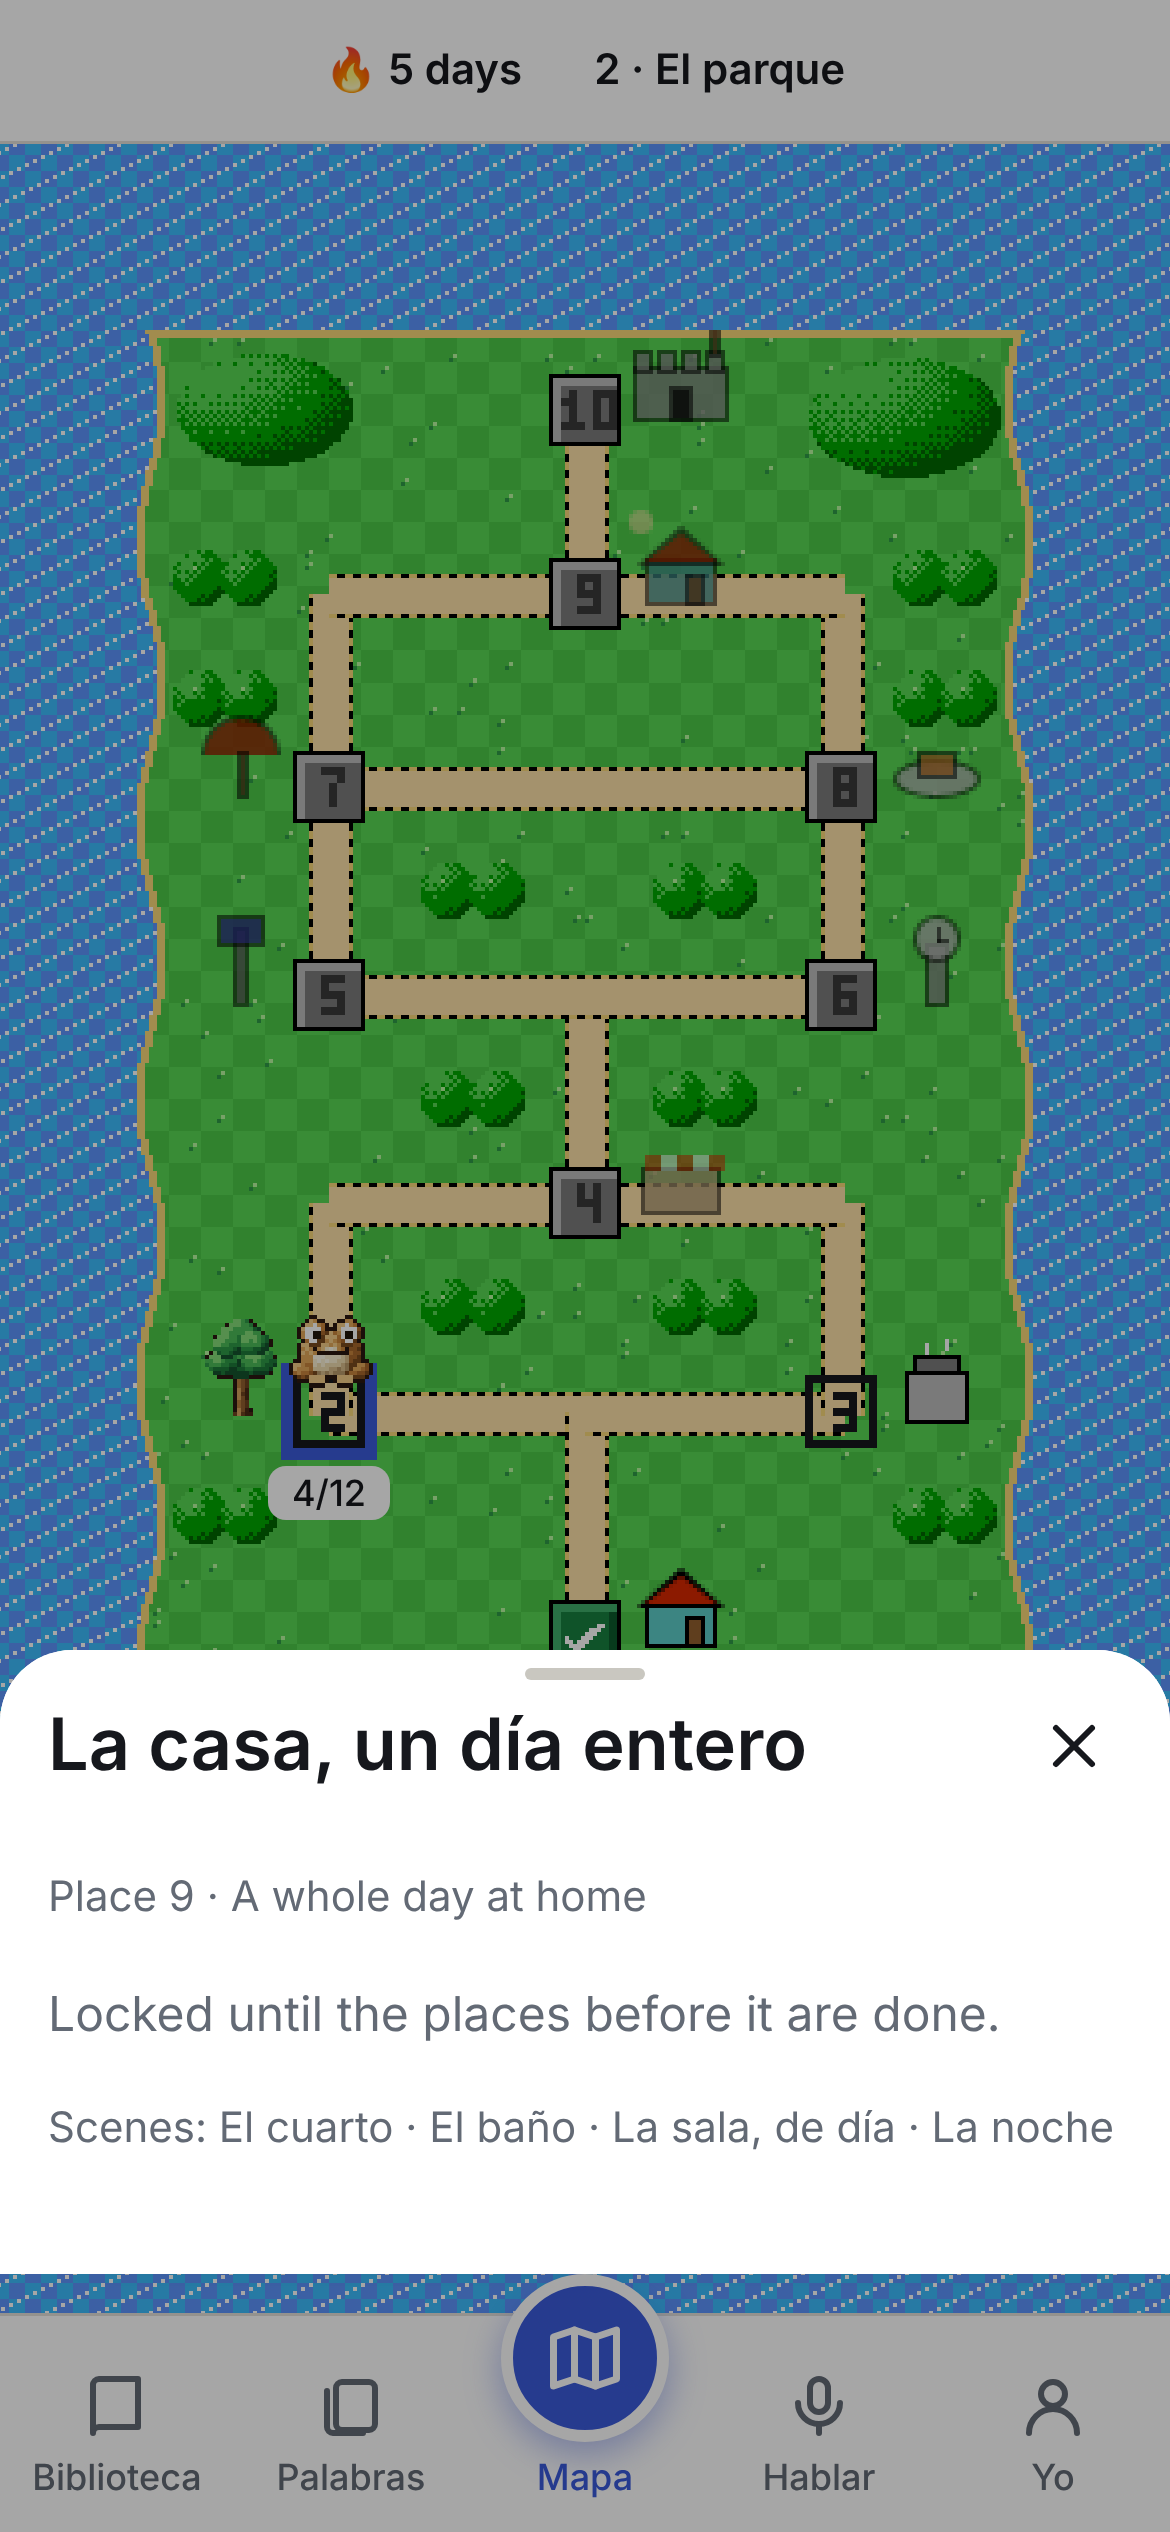 🔥 5 days 2 · El parque
10
9
7 8
5 6
4
2 3
4/12
La casa, un día entero
Place 9 · A whole day at home
Locked until the places before it are done.
Scenes: El cuarto · El baño · La sala, de día · La noche
Biblioteca Palabras Mapa Hablar Yo